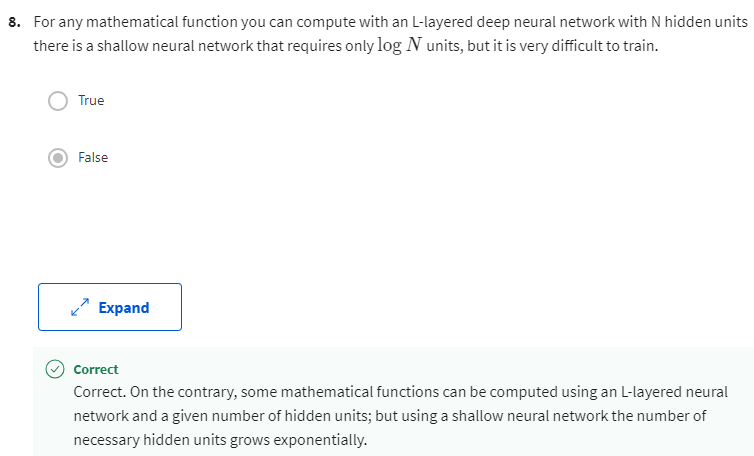 8. For any mathematical function you can compute with an L-layered deep neural network with N hidden units
there is a shallow neural network that requires only log N units, but it is very difficult to train.
True
False
Expand
Correct
Correct. On the contrary, some mathematical functions can be computed using an L-layered neural
network and a given number of hidden units; but using a shallow neural network the number of
necessary hidden units grows exponentially.